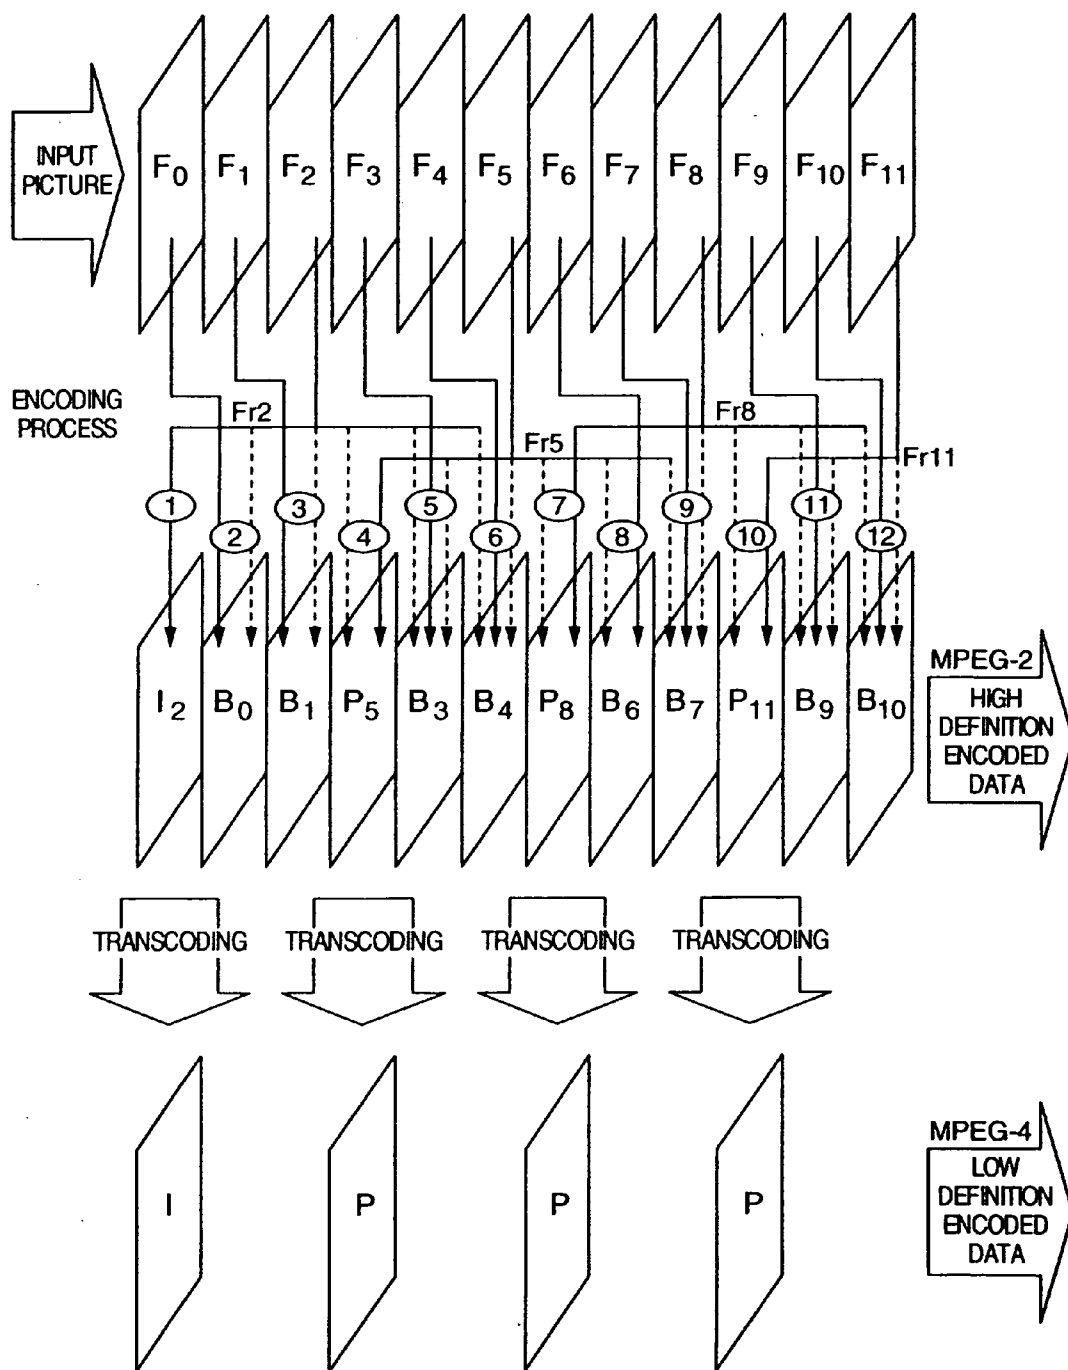 INPUT
PICTURE
F0 F1 F2 F3 F4 F5 F6 F7 F8 F9 F10 F11
ENCODING
PROCESS
Fr2 Fr8
Fr5 Fr11
1 3 5 7 9 11
2 4 6 8 10 12
I2 B0 B1 P5 B3 B4 P8 B6 B7 P11 B9 B10
MPEG-2
HIGH
DEFINITION
ENCODED
DATA
TRANSCODING TRANSCODING TRANSCODING TRANSCODING
I P P P
MPEG-4
LOW
DEFINITION
ENCODED
DATA